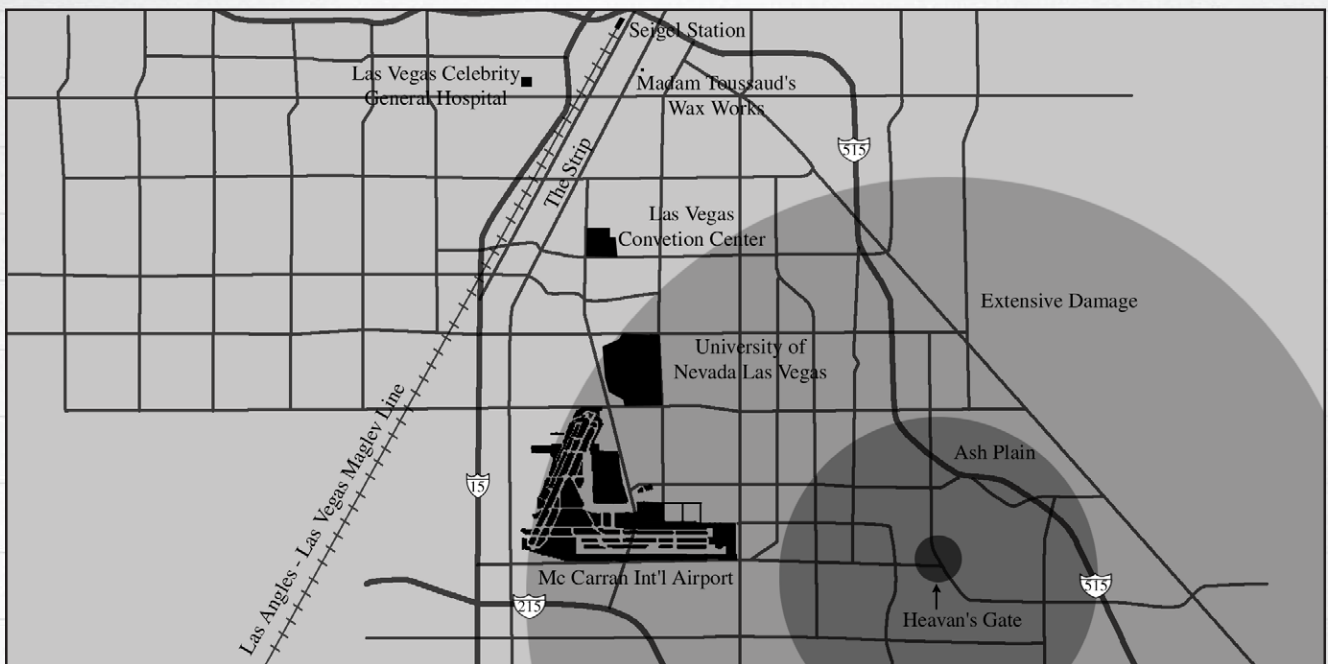 Seigel Station
Las Vegas Celebrity
General Hospital
Madam Toussaud's
Wax Works
515
The Strip
Las Vegas
Convetion Center
Extensive Damage
University of
Nevada Las Vegas
Las Angles - Las Vegas Maglev Line
Ash Plain
15
Mc Carran Int'l Airport
515
215
Heavan's Gate